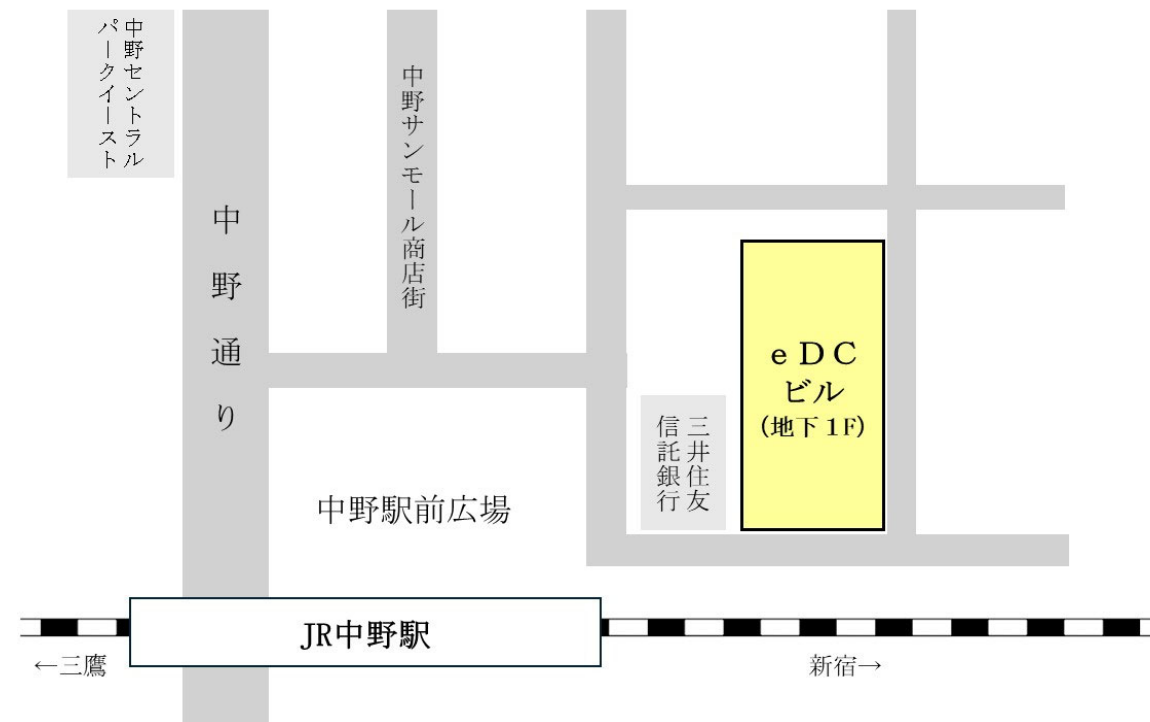 中野セントラル
パークイースト
中野通り
中野サンモール商店街
ｅＤＣ
ビル
(地下1F)
三井住友
信託銀行
中野駅前広場
JR中野駅
←三鷹
新宿→